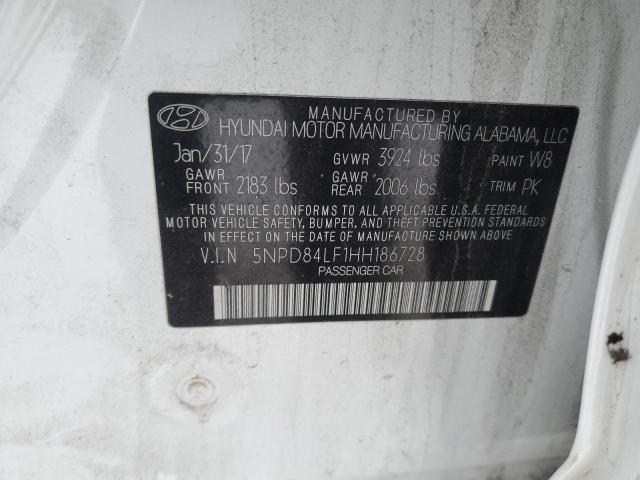 MANUFACTURED BY
HYUNDAI MOTOR MANUFACTURING ALABAMA, LLC
Jan/31/17 GVWR 3924 lbs PAINT W8
GAWR FRONT 2183 lbs GAWR REAR 2006 lbs TRIM PK
THIS VEHICLE CONFORMS TO ALL APPLICABLE U.S.A FEDERAL
MOTOR VEHICLE SAFETY, BUMPER, AND THEFT PREVENTION STANDARDS
IN EFFECT ON THE DATE OF MANUFACTURE SHOWN ABOVE.
V.I.N 5NPD84LF1HH186728
PASSENGER CAR